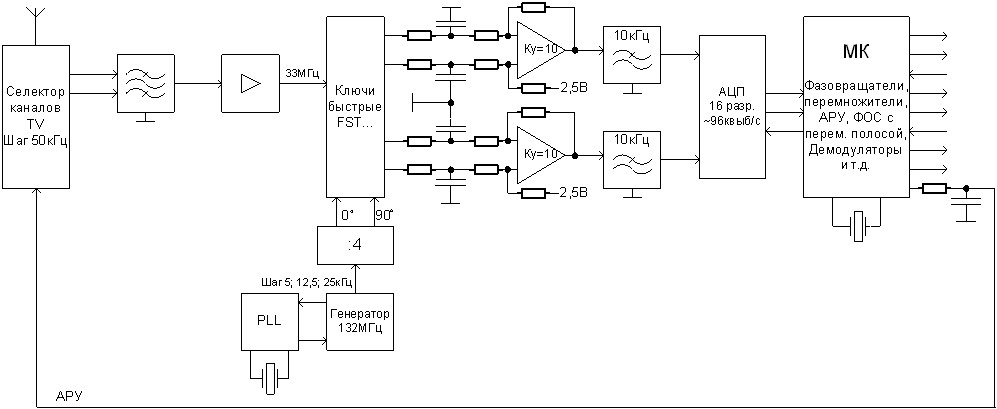 Селектор
каналов
TV
Шаг 50кГц
33МГц
Ключи
быстрые
FST...
0°
90°
:4
Шаг 5; 12,5; 25кГц
PLL
Генератор
132МГц
Ку=10
2,5В
Ку=10
2,5В
10кГц
10кГц
АЦП
16 разр.
~96квыб/с
МК
Фазовращатели,
перемножители,
АРУ, ФОС с
перем. полосой,
Демодуляторы
и т.д.
АРУ